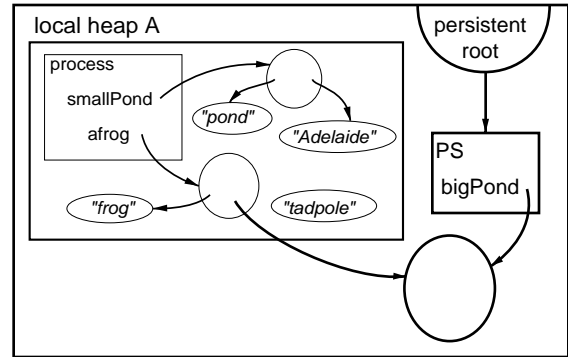 local heap A
persistent
root
process
smallPond
afrog
"pond"
"Adelaide"
"frog"
"tadpole"
PS
bigPond